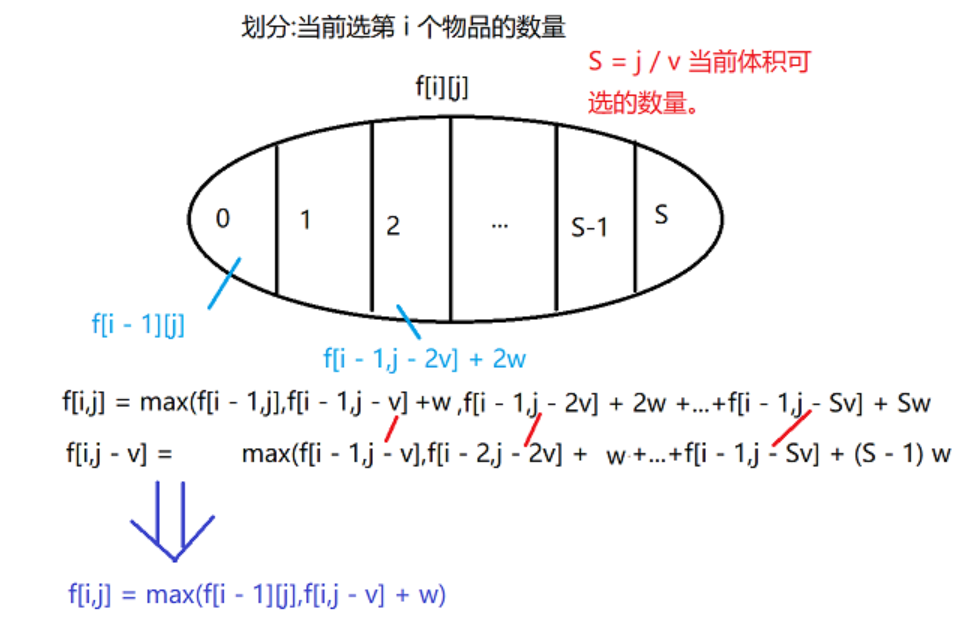 划分:当前选第 i 个物品的数量
S = j / v 当前体积可
选的数量。
f[i][j]
0 1 2 ... S-1 S
f[i - 1][j]
f[i - 1,j - 2v] + 2w
f[i,j] = max(f[i - 1,j],f[i - 1,j - v] +w ,f[i - 1,j - 2v] + 2w +...+f[i - 1,j - Sv] + Sw
f[i,j - v] = max(f[i - 1,j - v],f[i - 2,j - 2v] + w +...+f[i - 1,j - Sv] + (S - 1) w
f[i,j] = max(f[i - 1][j],f[i,j - v] + w)